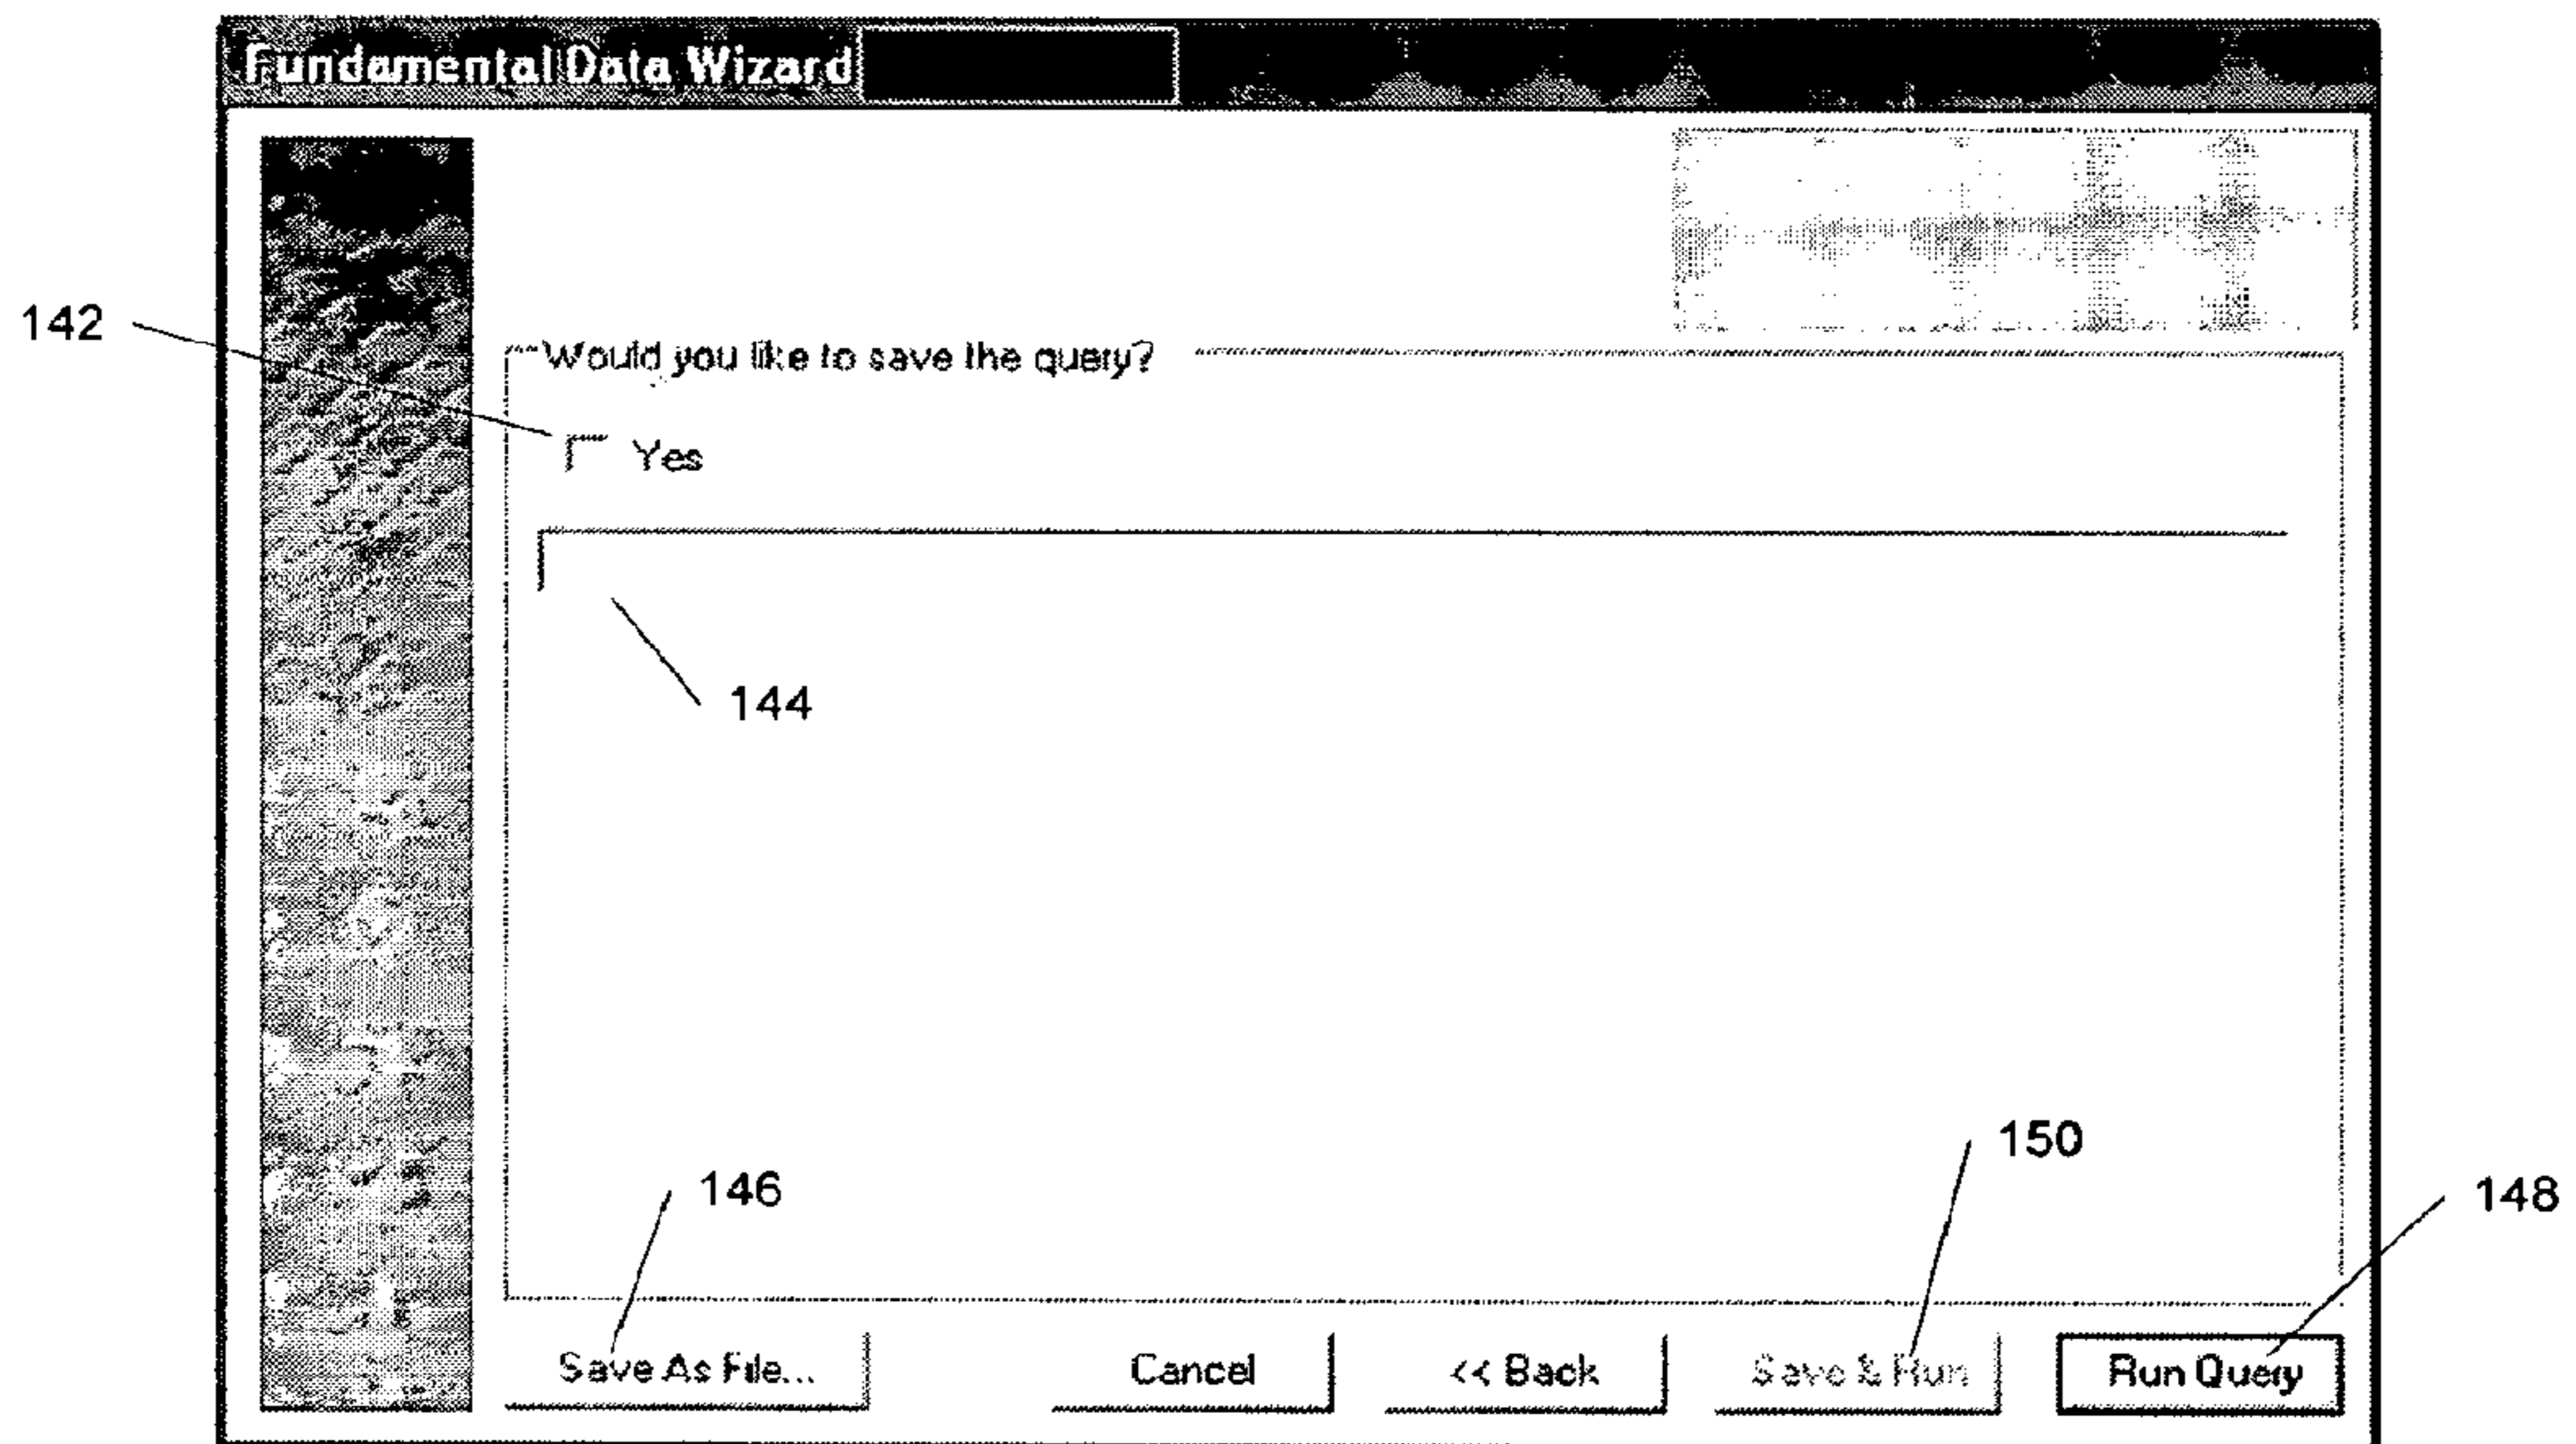 Fundamental Data Wizard
142
Would you like to save the query?
Yes
144
150
146
148
Save As File...
Cancel
<< Back
Save & Run
Run Query